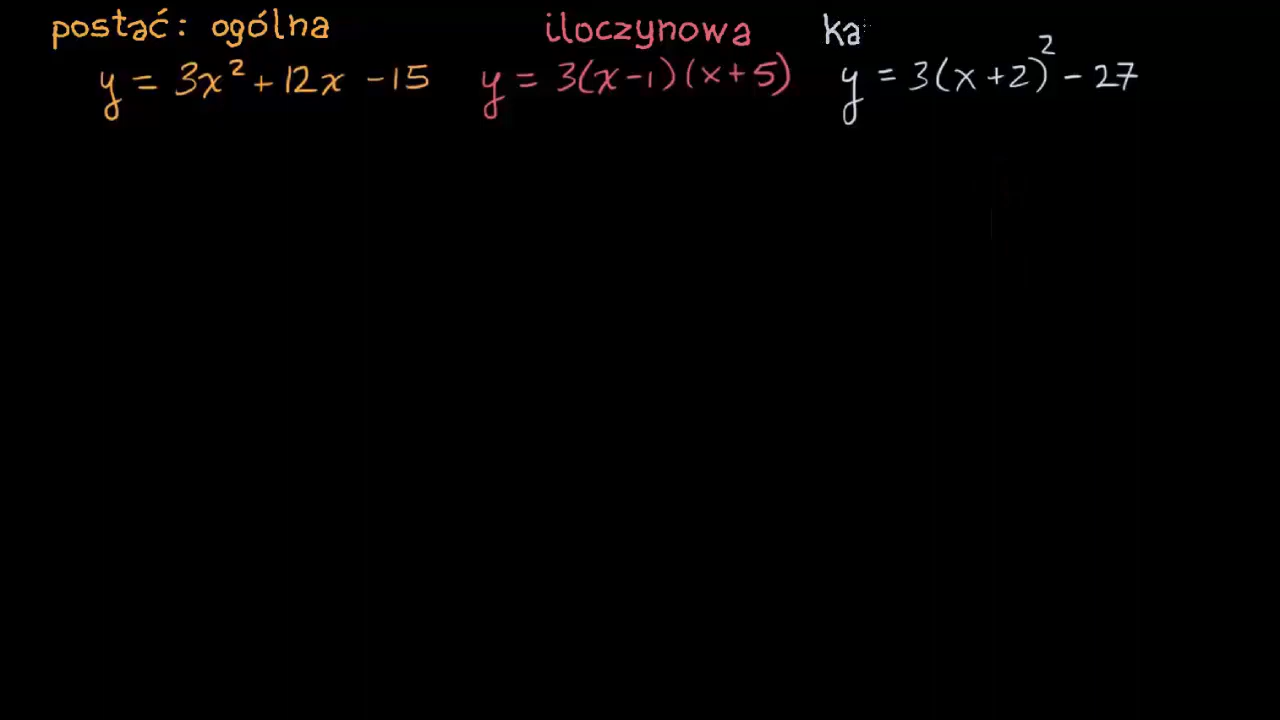 postać: ogólna iloczynowa ka
y = 3x² + 12x - 15 y = 3(x-1)(x+5) y = 3(x+2)² - 27